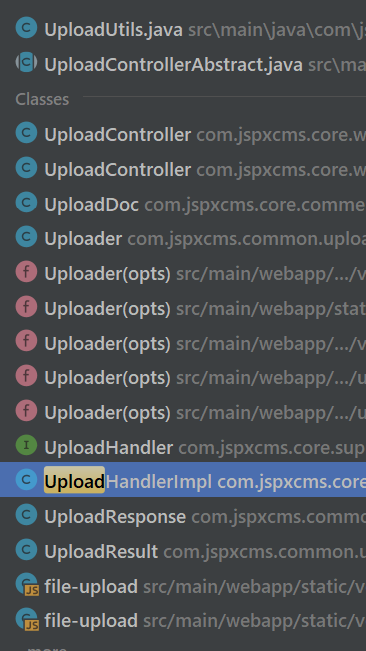 UploadUtils.java src\main\java\com\js
UploadControllerAbstract.java src\ma
Classes
UploadController com.jspxcms.core.w
UploadController com.jspxcms.core.w
UploadDoc com.jspxcms.core.comme
Uploader com.jspxcms.common.uploa
Uploader(opts) src/main/webapp/.../v
Uploader(opts) src/main/webapp/stat
Uploader(opts) src/main/webapp/.../v
Uploader(opts) src/main/webapp/.../u
Uploader(opts) src/main/webapp/.../u
UploadHandler com.jspxcms.core.sup
UploadHandlerImpl com.jspxcms.core
UploadResponse com.jspxcms.commo
UploadResult com.jspxcms.common.u
file-upload src/main/webapp/static/v
file-upload src/main/webapp/static/v
... more